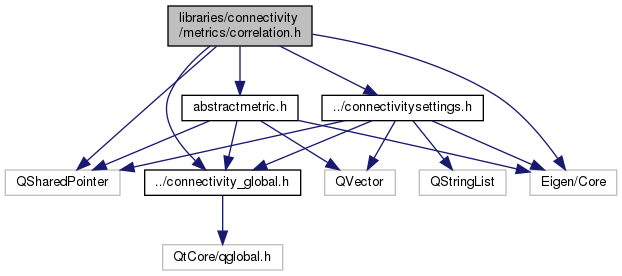 libraries/connectivity
/metrics/correlation.h
abstractmetric.h
../connectivitysettings.h
QSharedPointer
../connectivity_global.h
QVector
QStringList
Eigen/Core
QtCore/qglobal.h